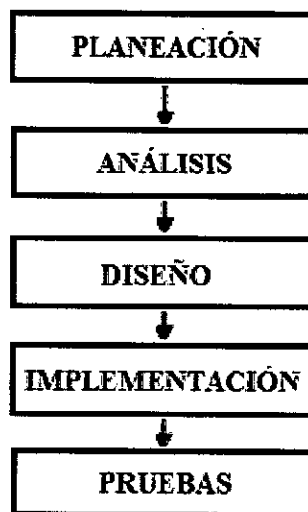 PLANEACIÓN
ANÁLISIS
DISEÑO
IMPLEMENTACIÓN
PRUEBAS